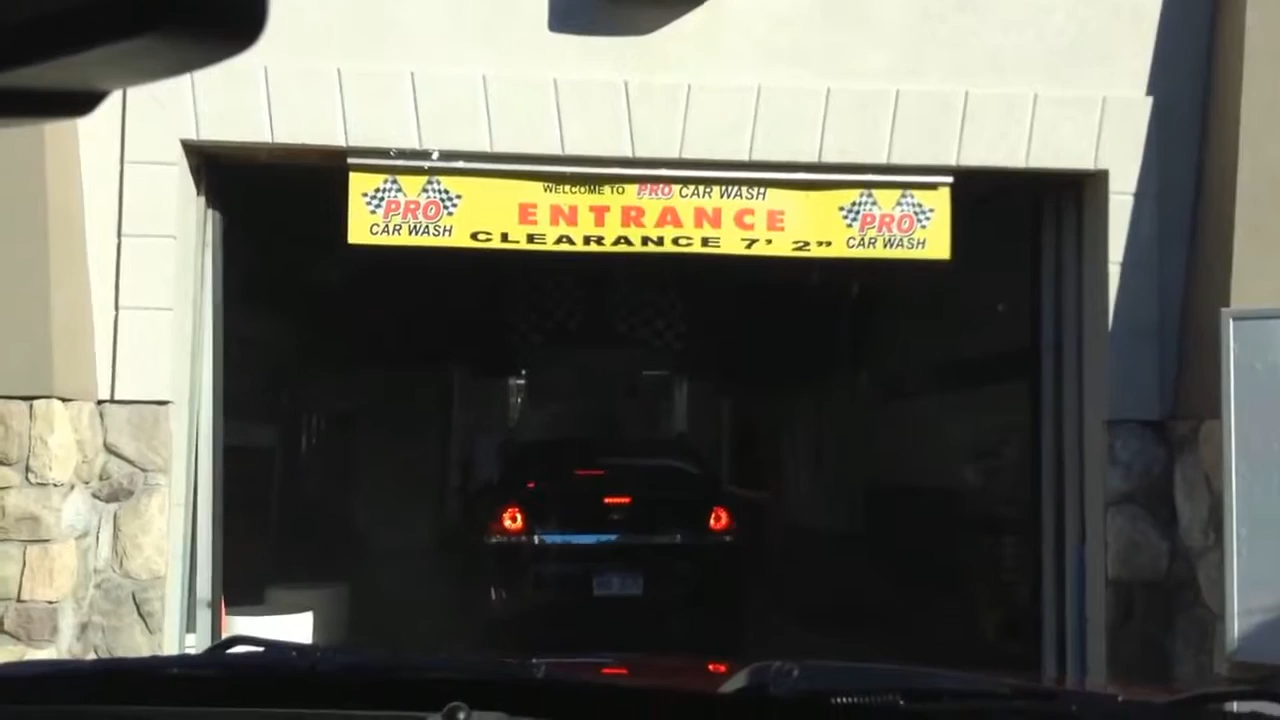 PRO
CAR WASH
WELCOME TO PRO CAR WASH
ENTRANCE
CLEARANCE 7' 2"
PRO
CAR WASH